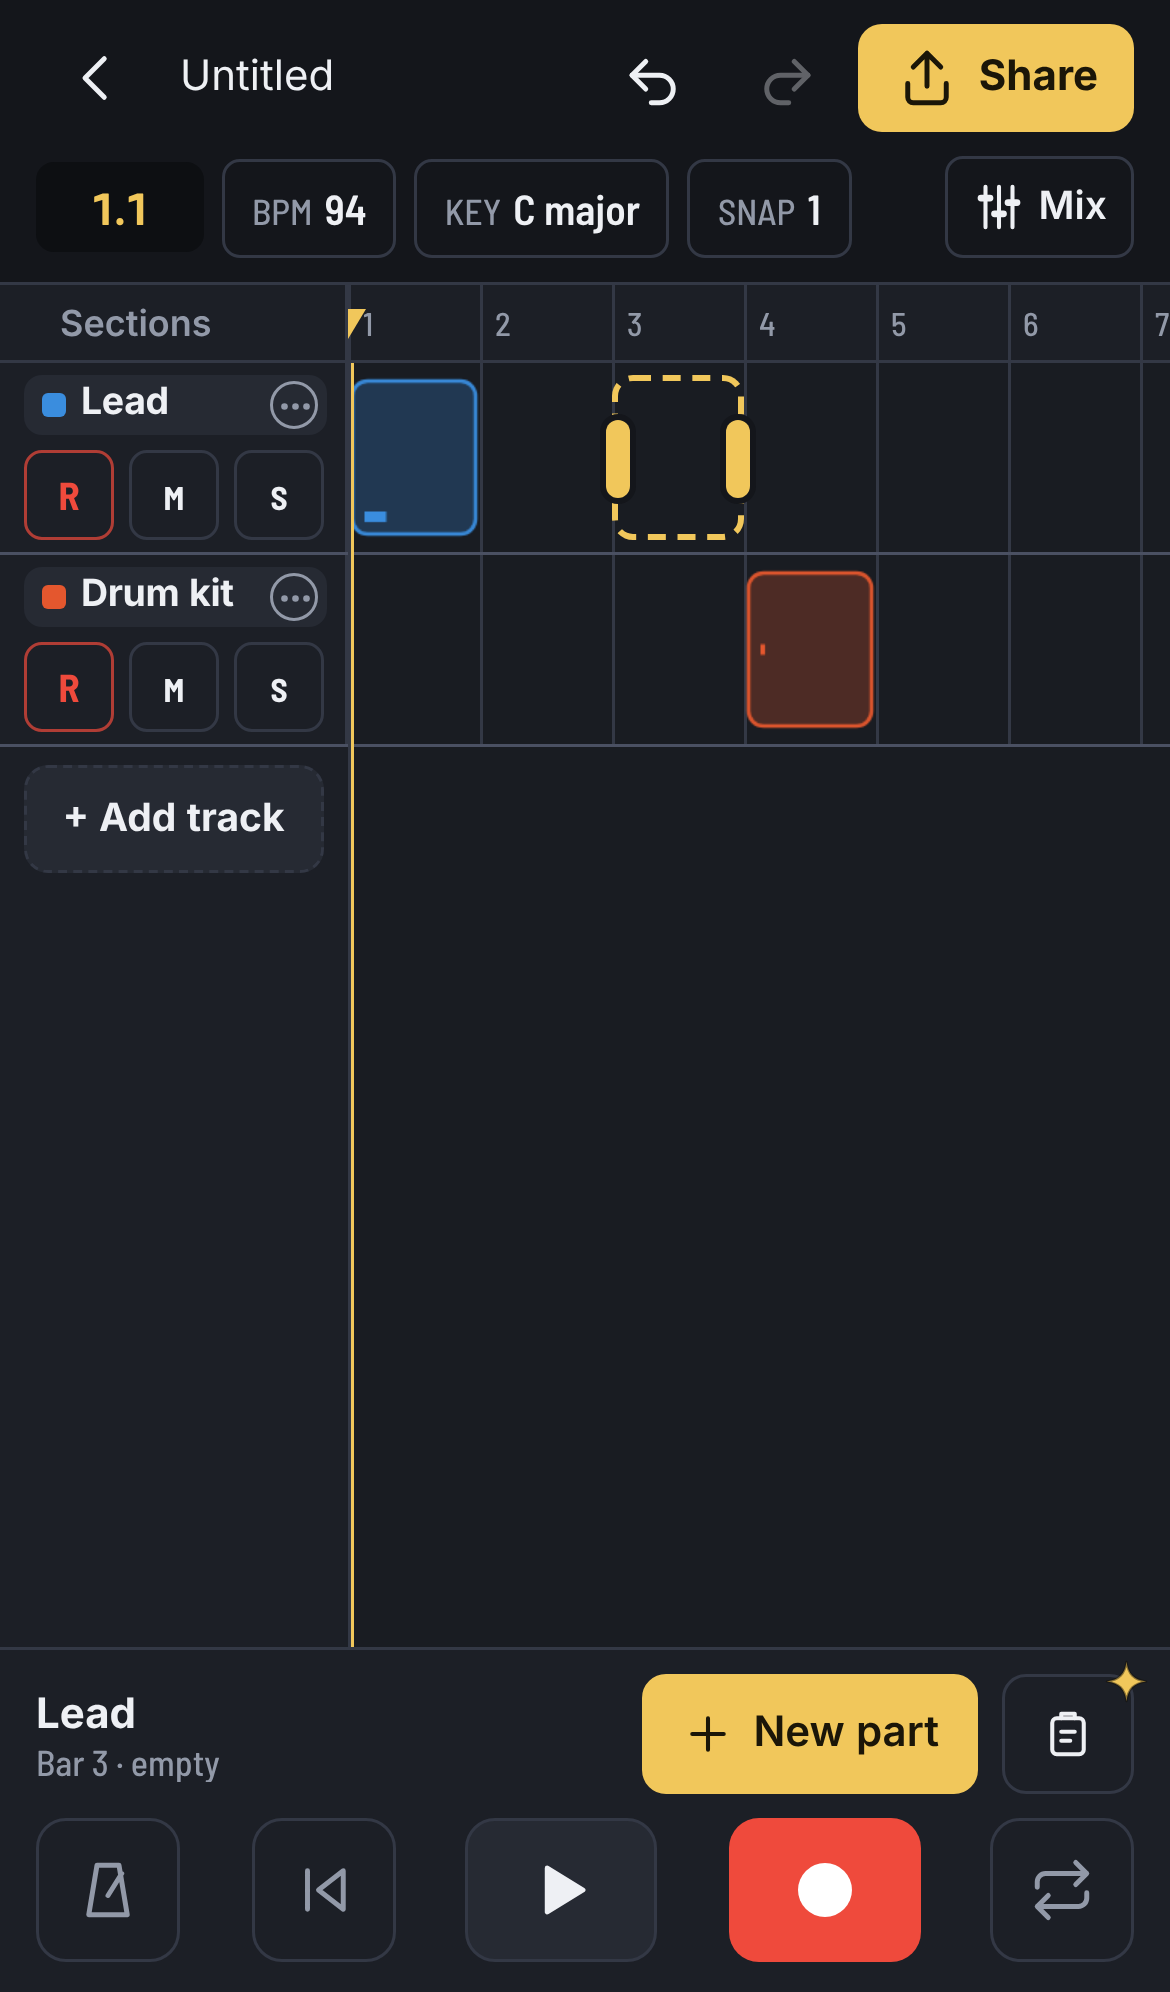 Untitled
Share
1.1
BPM 94
KEY C major
SNAP 1
Mix
Sections
1 2 3 4 5 6 7
Lead
R M S
Drum kit
R M S
+ Add track
Lead
Bar 3 · empty
New part